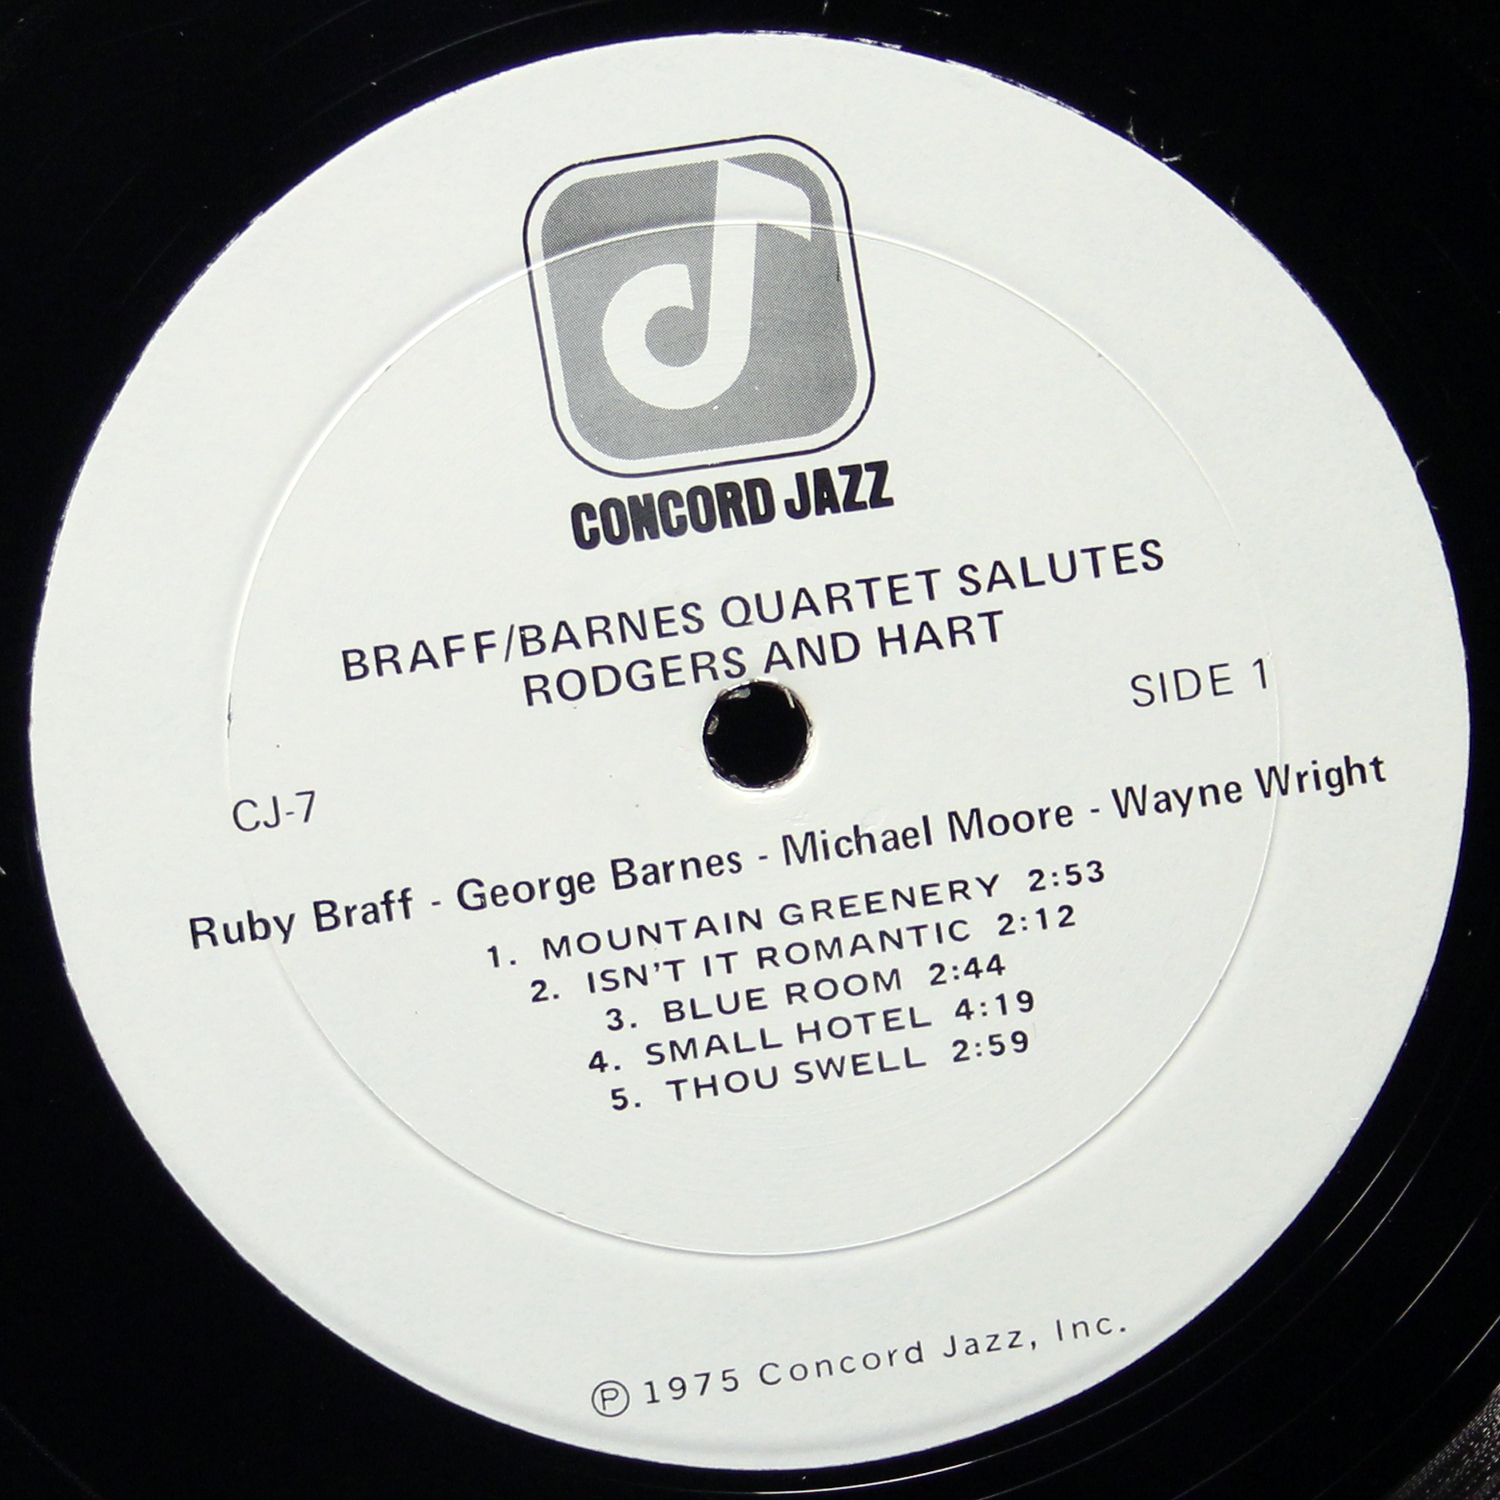 CONCORD JAZZ
BRAFF/BARNES QUARTET SALUTES
RODGERS AND HART
SIDE 1
CJ-7
Ruby Braff - George Barnes - Michael Moore - Wayne Wright
1. MOUNTAIN GREENERY 2:53
2. ISN'T IT ROMANTIC 2:12
3. BLUE ROOM 2:44
4. SMALL HOTEL 4:19
5. THOU SWELL 2:59
℗ 1975 Concord Jazz, Inc.